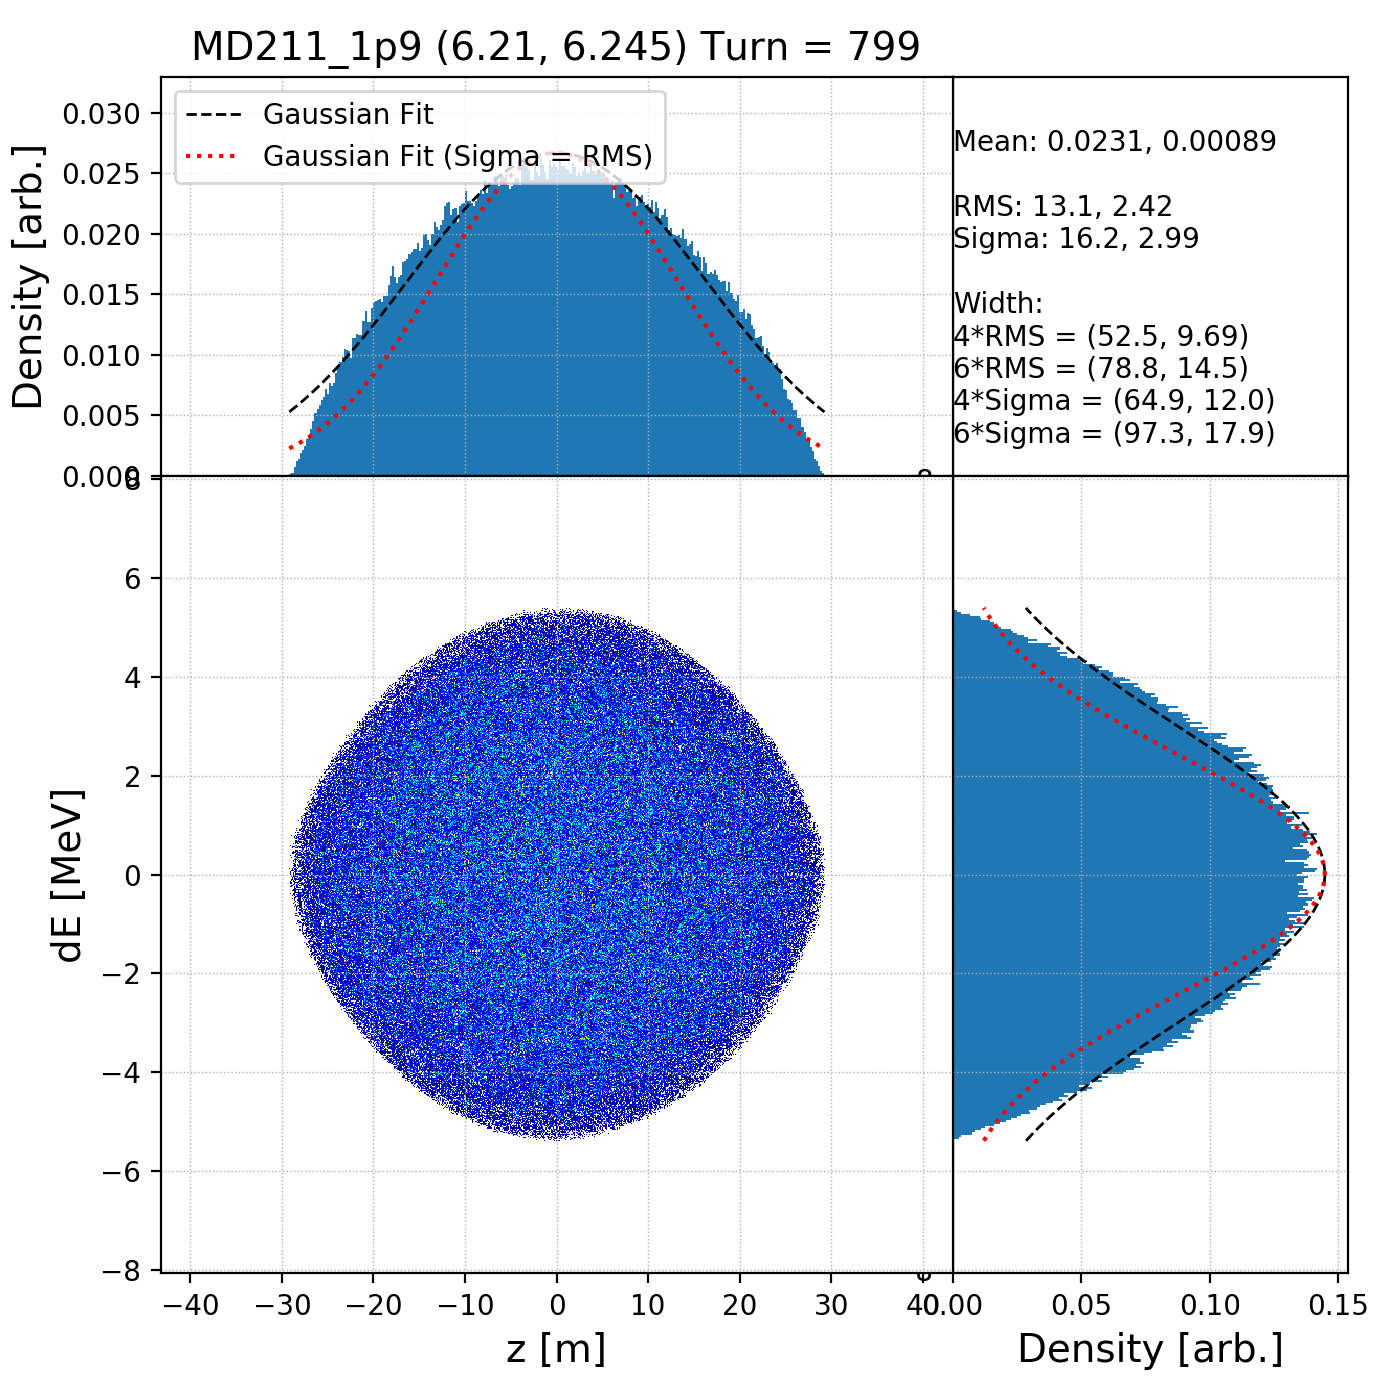 MD211_1p9 (6.21, 6.245) Turn = 799
Gaussian Fit
Gaussian Fit (Sigma = RMS)
Density [arb.]
0.030
0.025
0.020
0.015
0.010
0.005
0.000
Mean: 0.0231, 0.00089
RMS: 13.1, 2.42
Sigma: 16.2, 2.99
Width:
4*RMS = (52.5, 9.69)
6*RMS = (78.8, 14.5)
4*Sigma = (64.9, 12.0)
6*Sigma = (97.3, 17.9)
dE [MeV]
8
6
4
2
0
−2
−4
−6
−8
−40 −30 −20 −10 0 10 20 30 40
z [m]
0.00 0.05 0.10 0.15
Density [arb.]